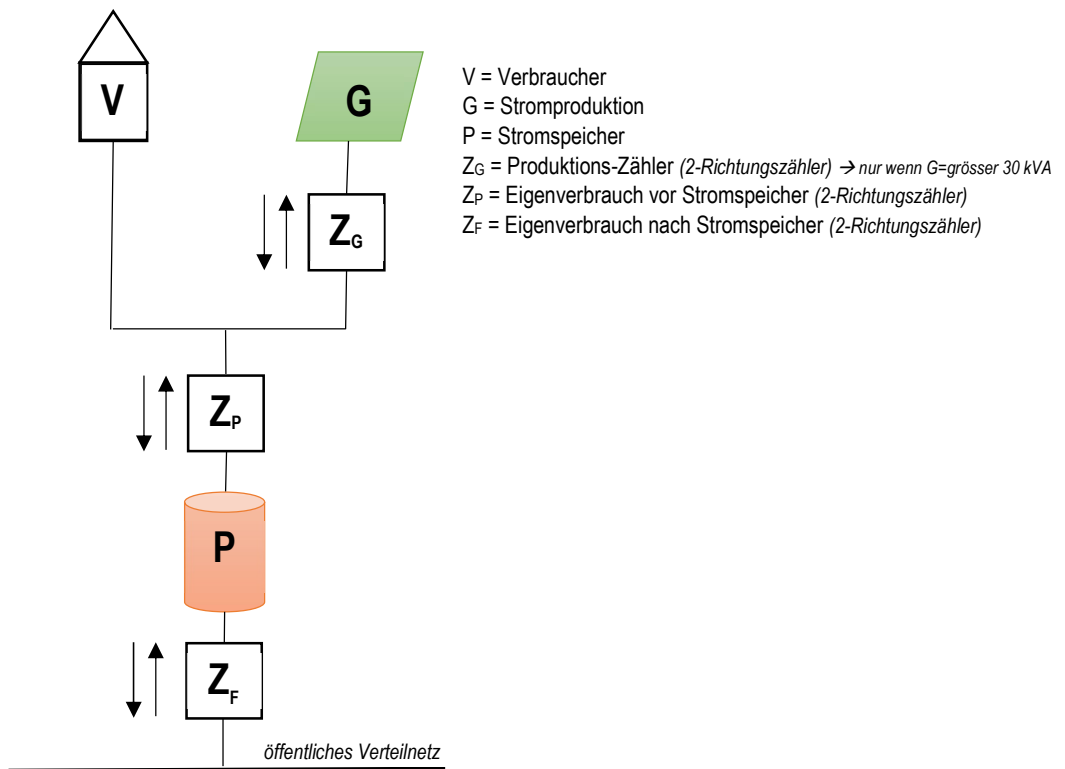 V
G
V = Verbraucher
G = Stromproduktion
P = Stromspeicher
ZG = Produktions-Zähler (2-Richtungszähler) → nur wenn G=grösser 30 kVA
ZP = Eigenverbrauch vor Stromspeicher (2-Richtungszähler)
ZF = Eigenverbrauch nach Stromspeicher (2-Richtungszähler)
ZG
ZP
P
ZF
öffentliches Verteilnetz